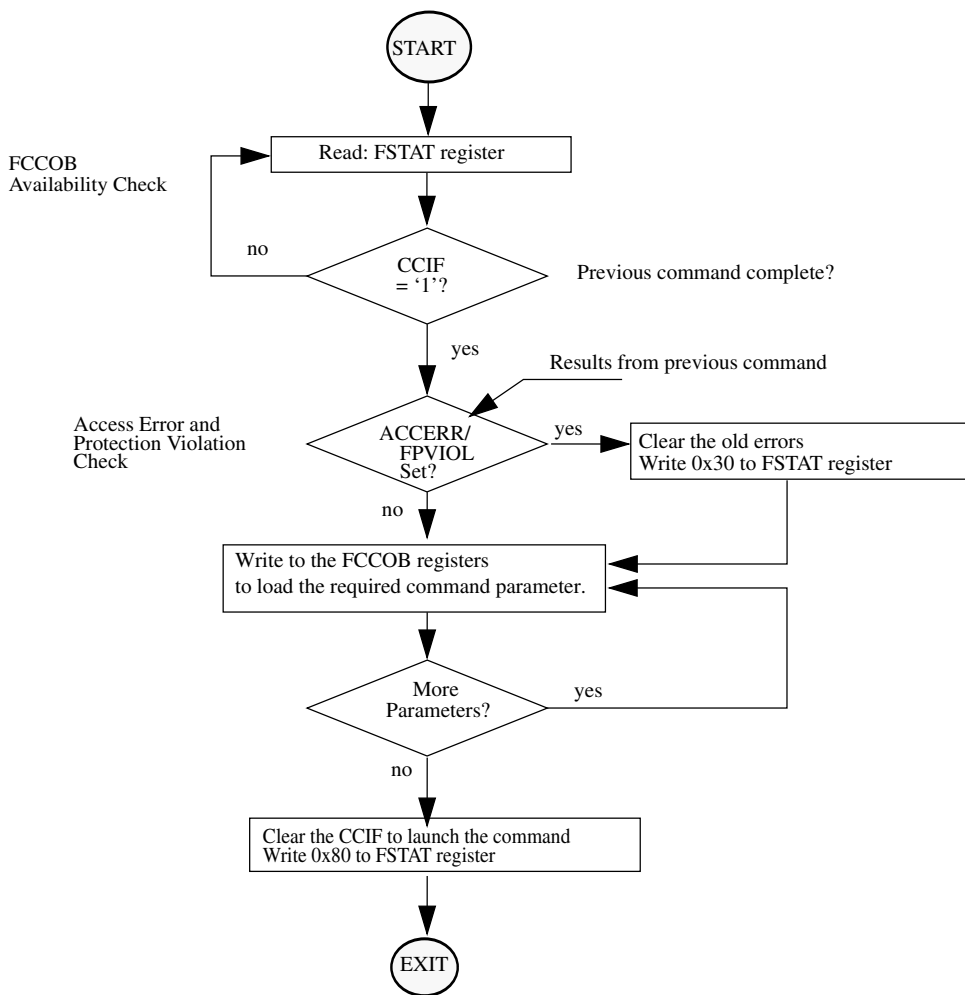 START
Read: FSTAT register
FCCOB
Availability Check
no
CCIF
= ‘1’?
Previous command complete?
yes
Results from previous command
Access Error and
Protection Violation
Check
ACCERR/
FPVIOL
Set?
yes
Clear the old errors
Write 0x30 to FSTAT register
no
Write to the FCCOB registers
to load the required command parameter.
More
Parameters?
yes
no
Clear the CCIF to launch the command
Write 0x80 to FSTAT register
EXIT